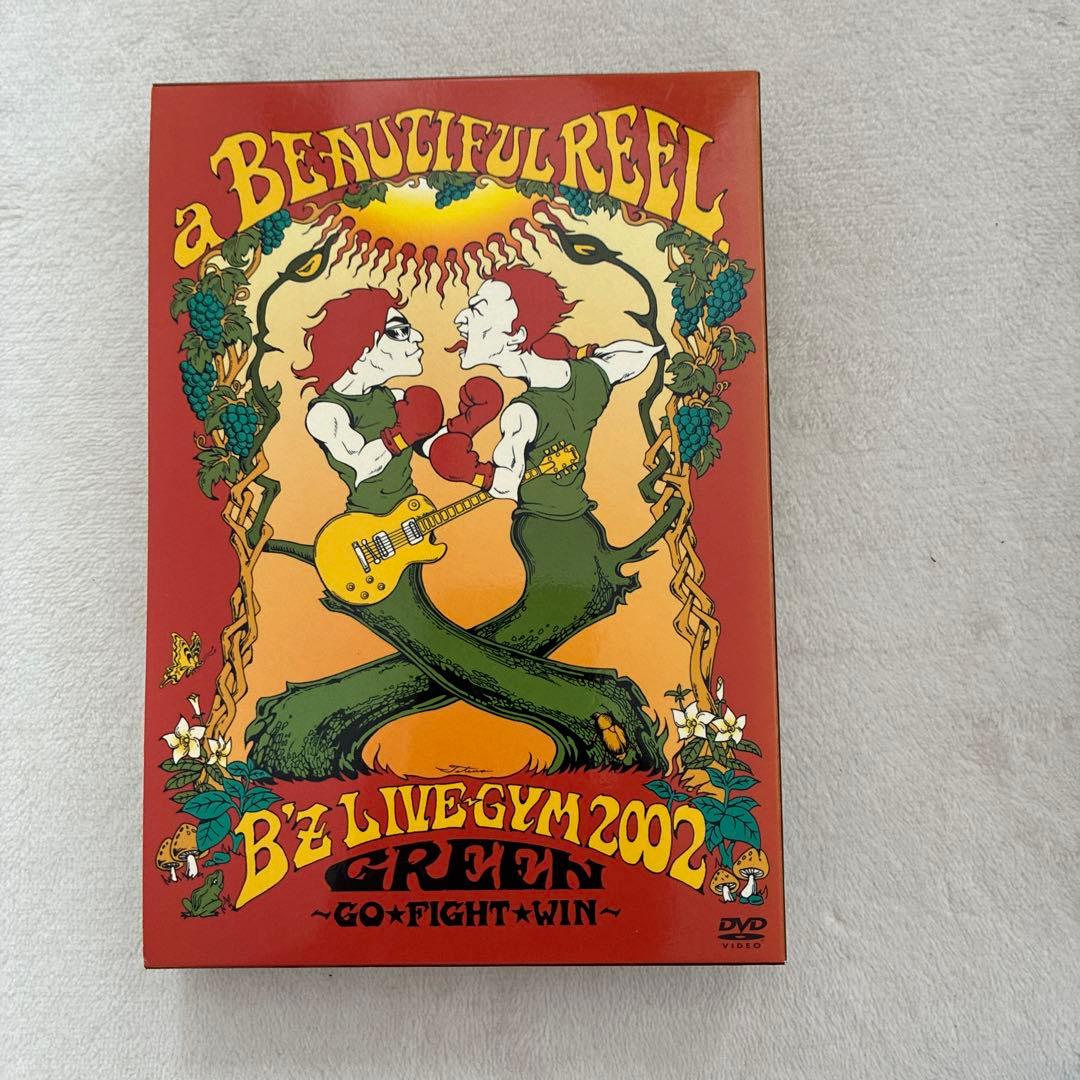 a BEAUTIFUL REEL.
B'z LIVE-GYM 2002
GREEN
~GO★FIGHT★WIN~
DVD
VIDEO